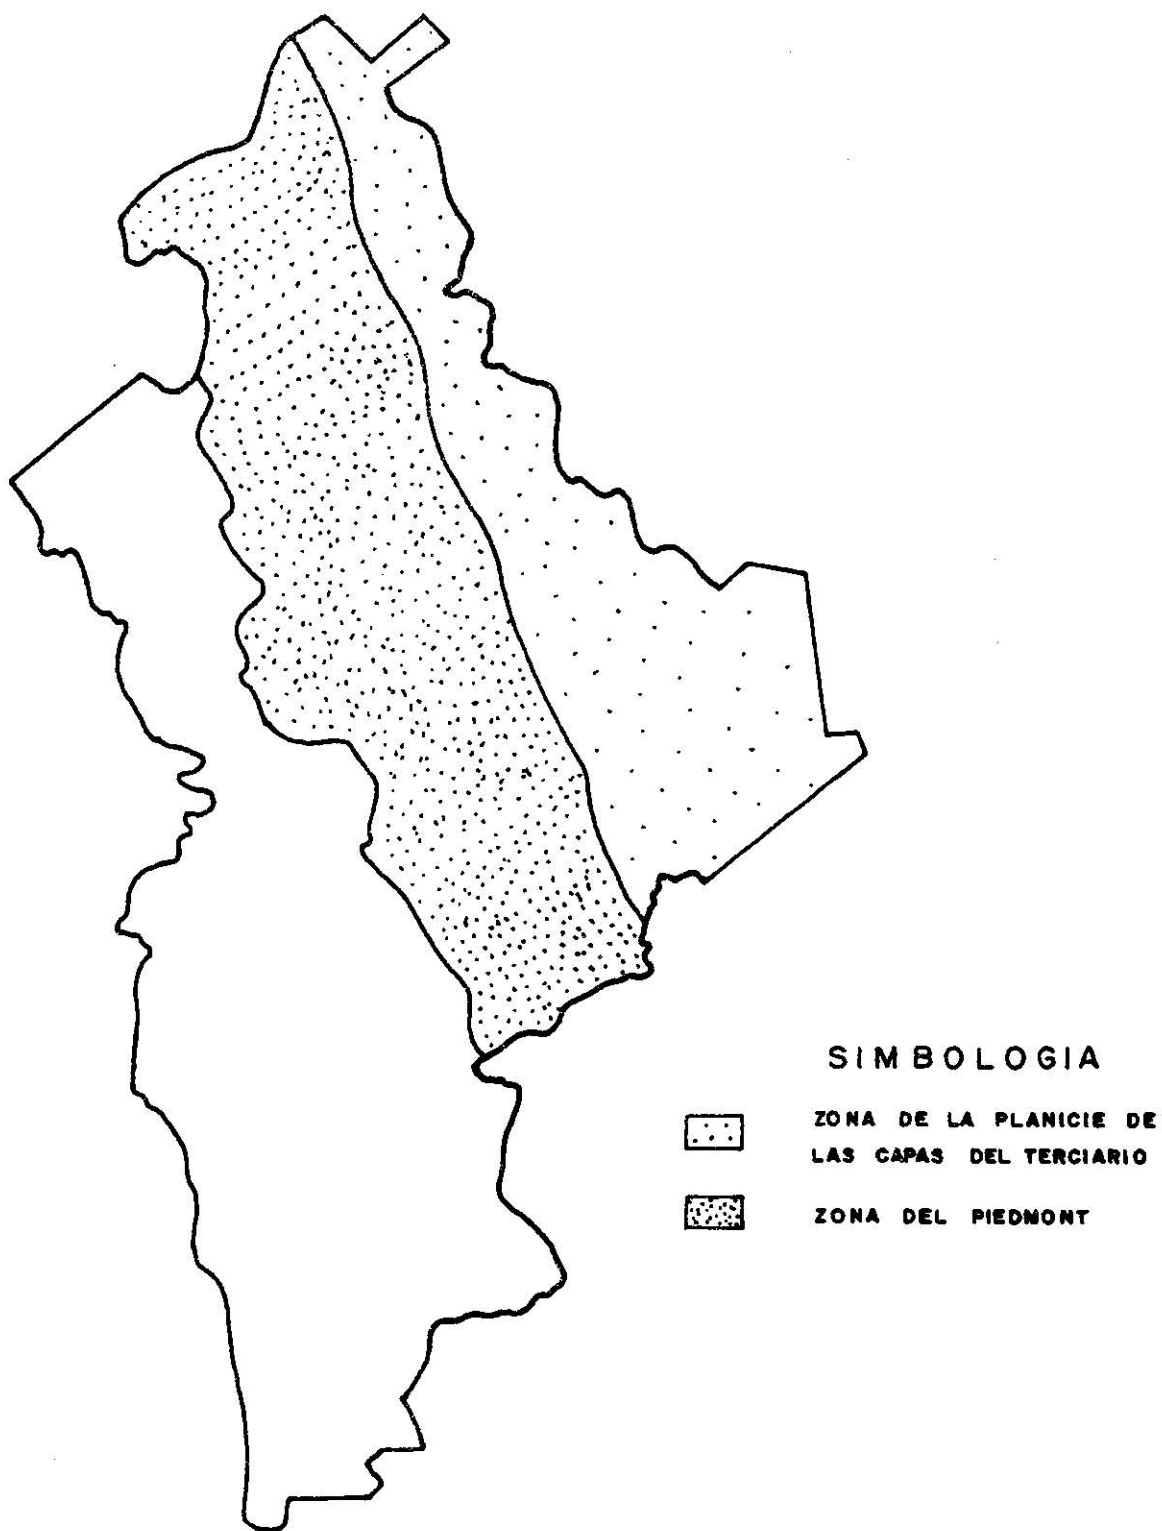 SIMBOLOGIA
ZONA DE LA PLANICIE DE
LAS CAPAS DEL TERCIARIO
ZONA DEL PIEDMONT